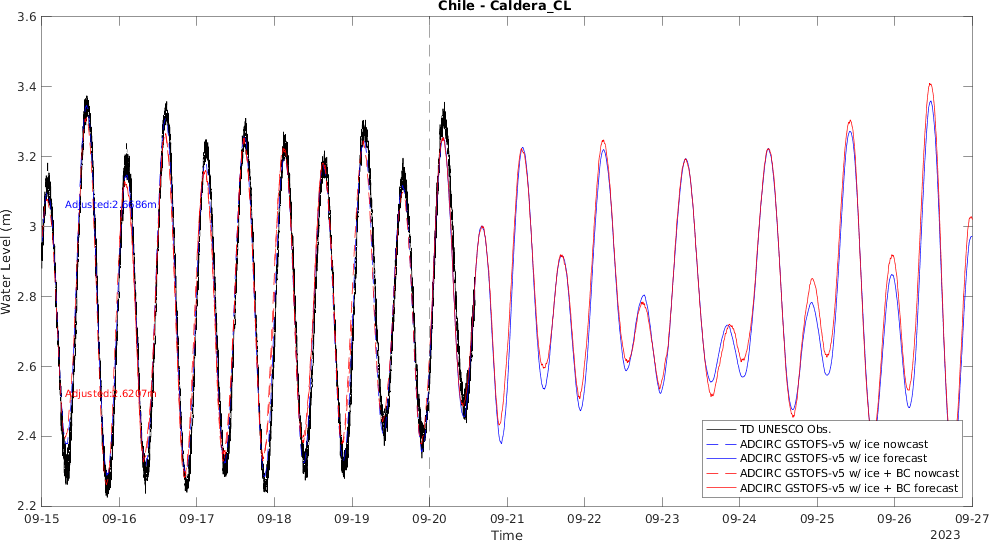 Chile - Caldera_CL
3.6
3.4
3.2
3
2.8
2.6
2.4
2.2
Water Level (m)
Adjusted:2.6686m
Adjusted:2.6207m
TD UNESCO Obs.
ADCIRC GSTOFS-v5 w/ ice nowcast
ADCIRC GSTOFS-v5 w/ ice forecast
ADCIRC GSTOFS-v5 w/ ice + BC nowcast
ADCIRC GSTOFS-v5 w/ ice + BC forecast
09-15 09-16 09-17 09-18 09-19 09-20 09-21 09-22 09-23 09-24 09-25 09-26 09-27
Time
2023